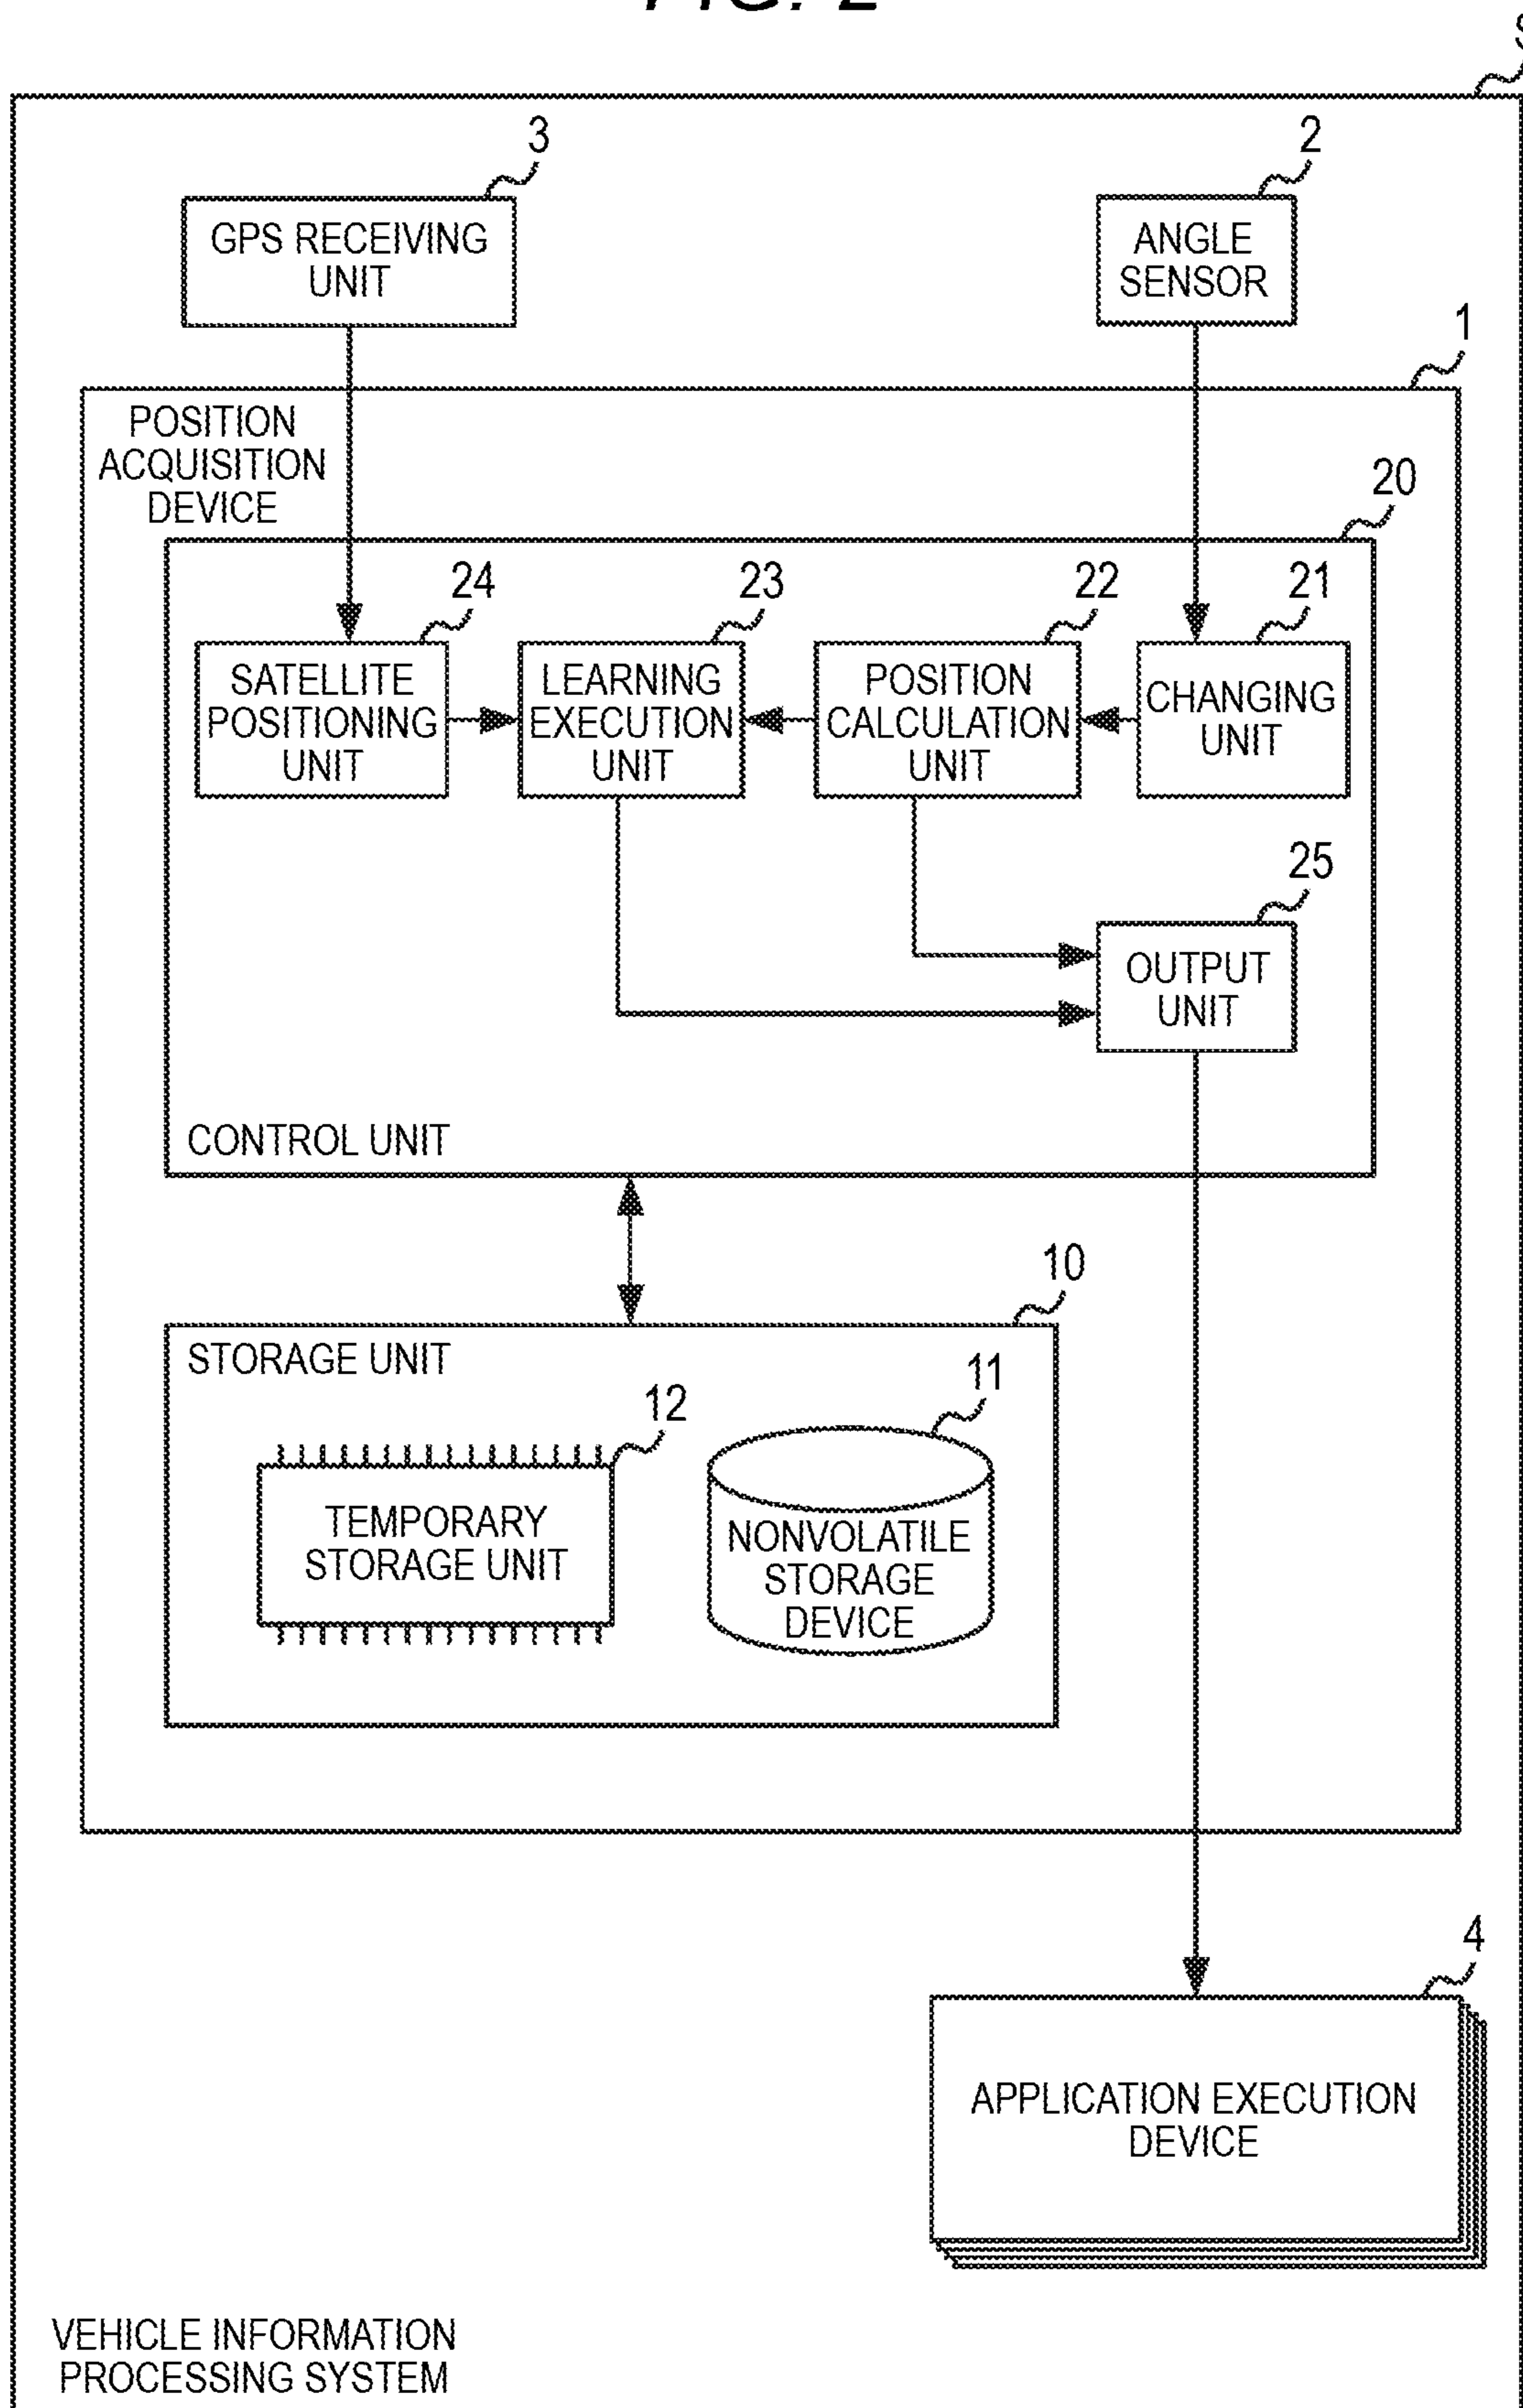 FIG. 2
S
3
2
GPS RECEIVING
UNIT
ANGLE
SENSOR
1
POSITION
ACQUISITION
DEVICE
20
24
23
22
21
SATELLITE
POSITIONING
UNIT
LEARNING
EXECUTION
UNIT
POSITION
CALCULATION
UNIT
CHANGING
UNIT
25
OUTPUT
UNIT
CONTROL UNIT
10
STORAGE UNIT
12
11
TEMPORARY
STORAGE UNIT
NONVOLATILE
STORAGE
DEVICE
4
APPLICATION EXECUTION
DEVICE
VEHICLE INFORMATION
PROCESSING SYSTEM